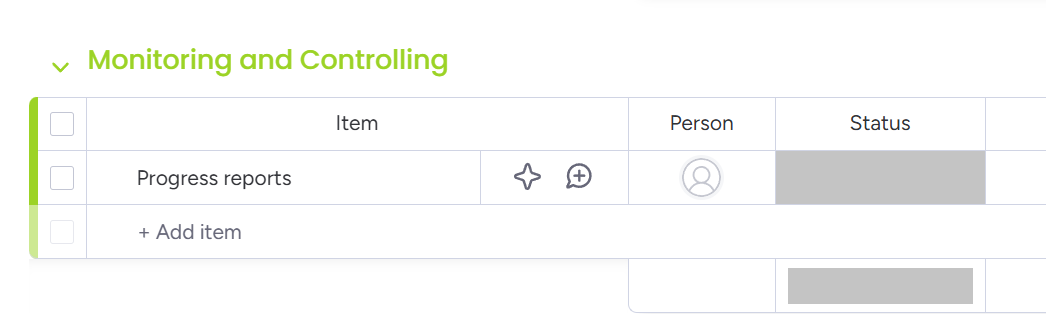 Monitoring and Controlling
Item Person Status
Progress reports
+ Add item